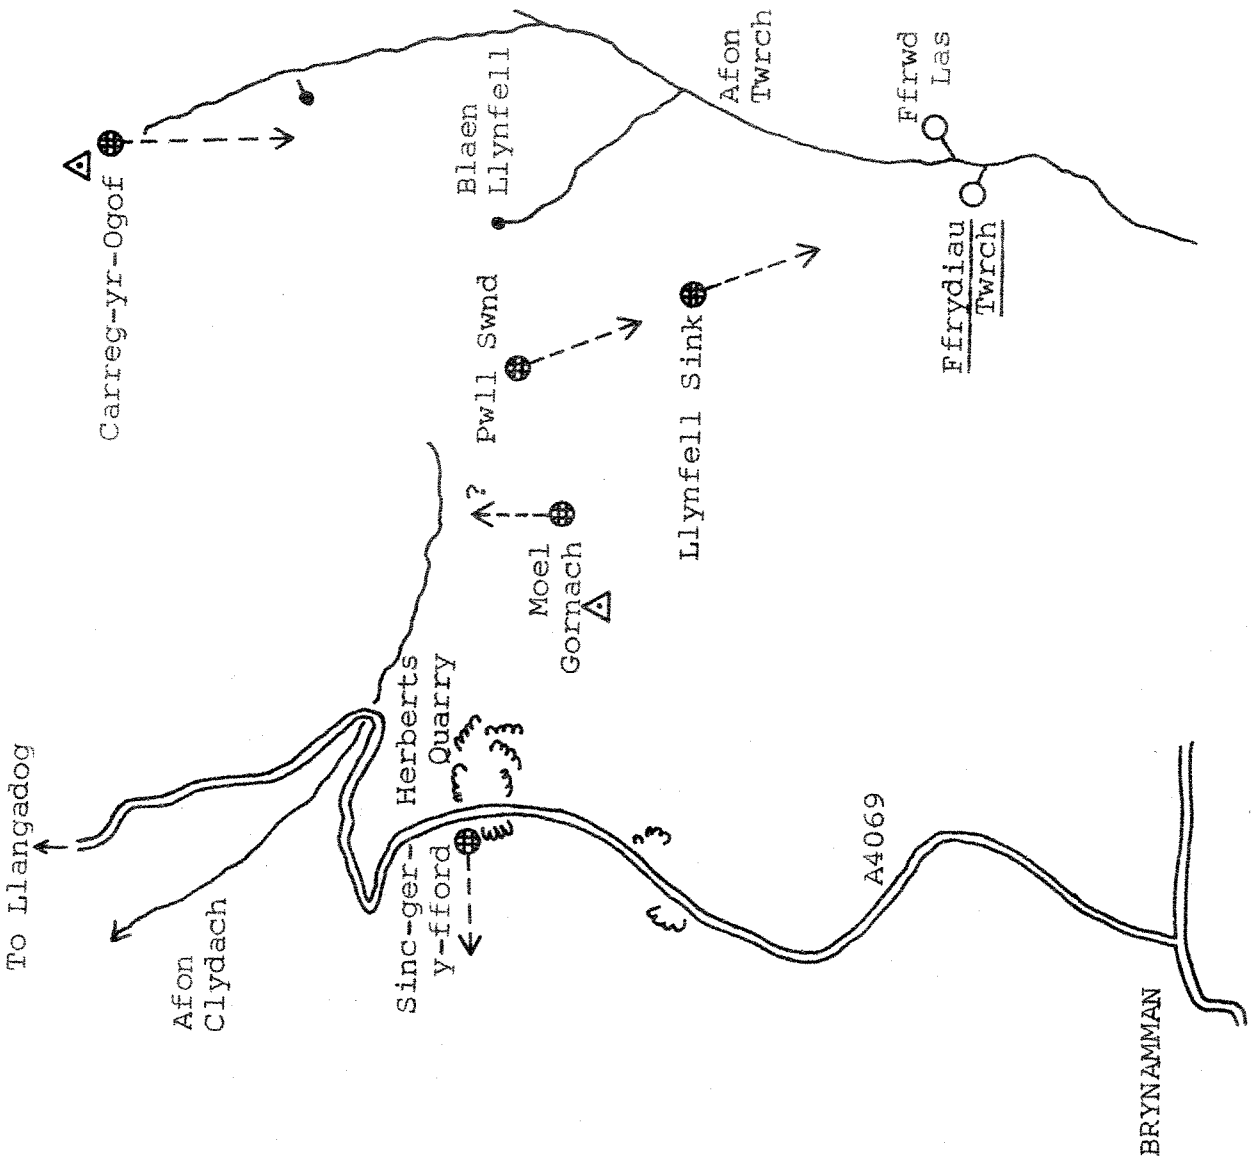 To Llangadog
Afon
Clydach
Carreg-yr-Ogof
Blaen
Llynfell
Afon
Twrch
Ffrwd
Las
Ffrydiau
Twrch
Pwll Swnd
Llynfell Sink
?
Moel
Gornach
Herberts
Quarry
Sinc-ger-
y-fford
A4069
BRYNAMMAN